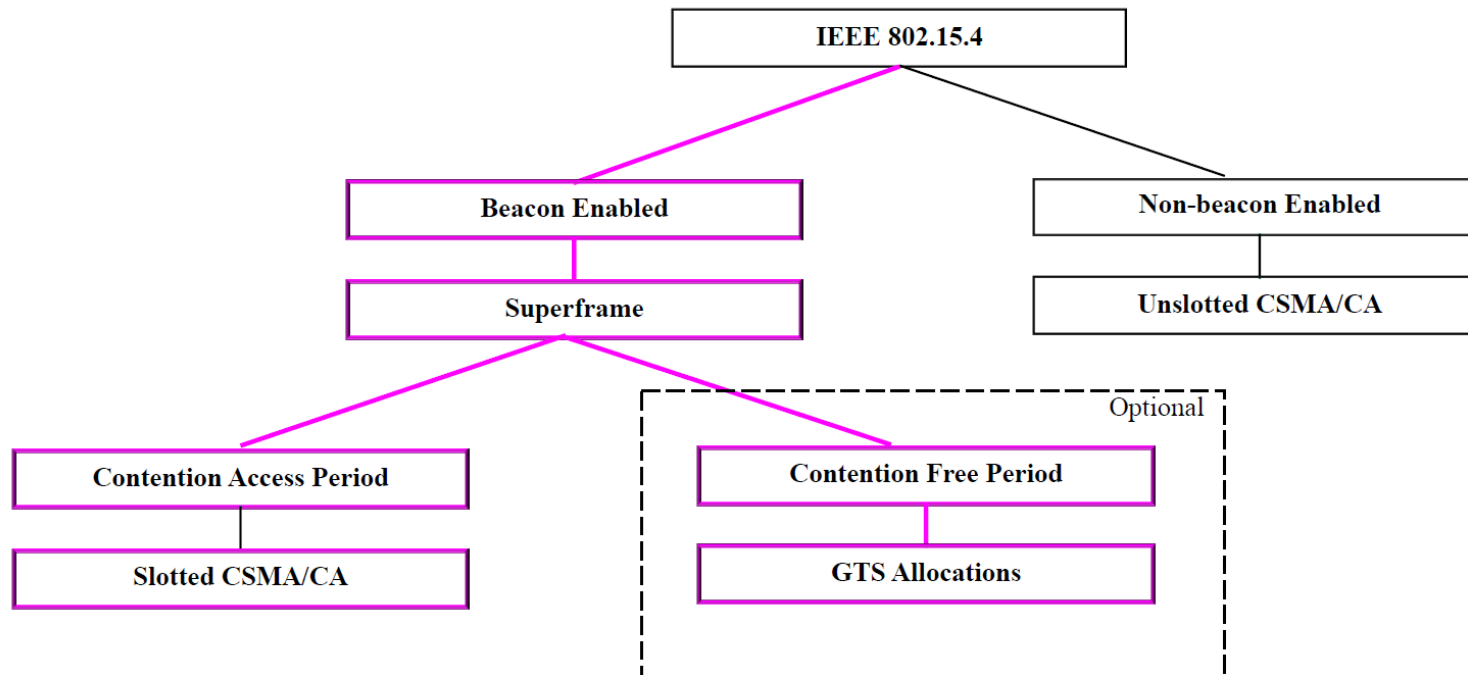 IEEE 802.15.4
Beacon Enabled
Non-beacon Enabled
Superframe
Unslotted CSMA/CA
Optional
Contention Access Period
Contention Free Period
Slotted CSMA/CA
GTS Allocations